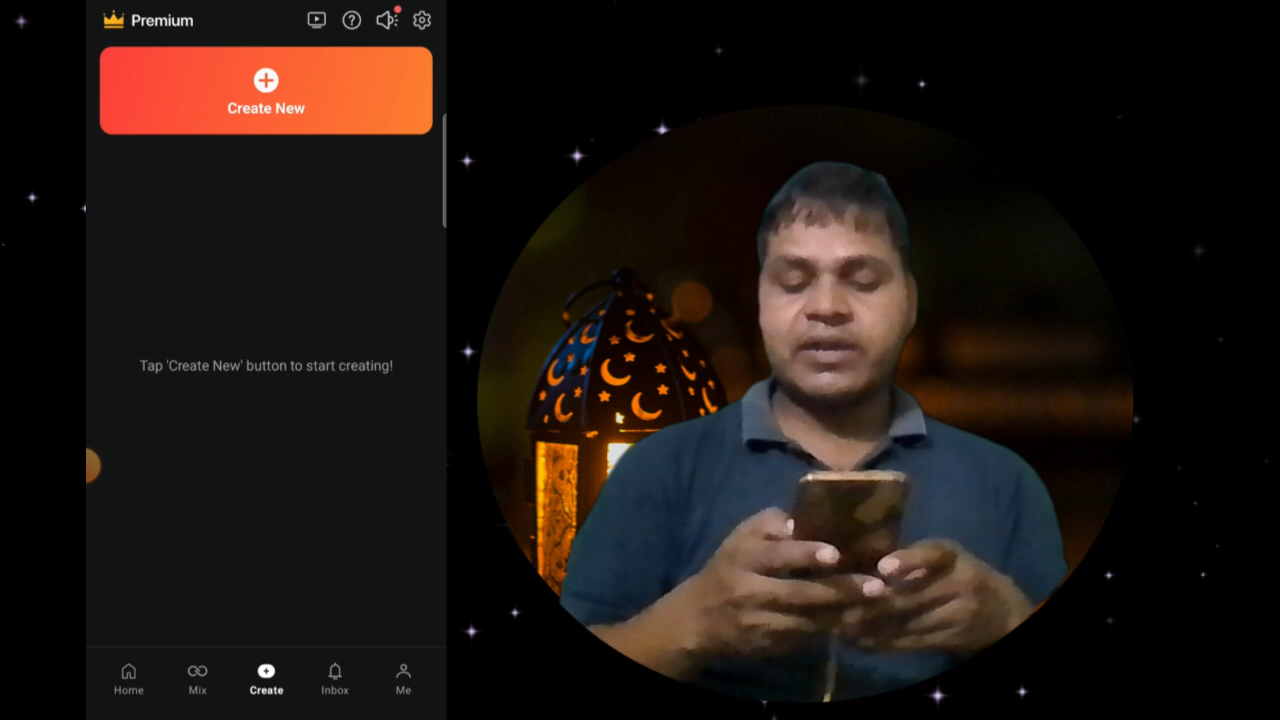 Premium
Create New
Tap 'Create New' button to start creating!
Home
Mix
Create
Inbox
Me